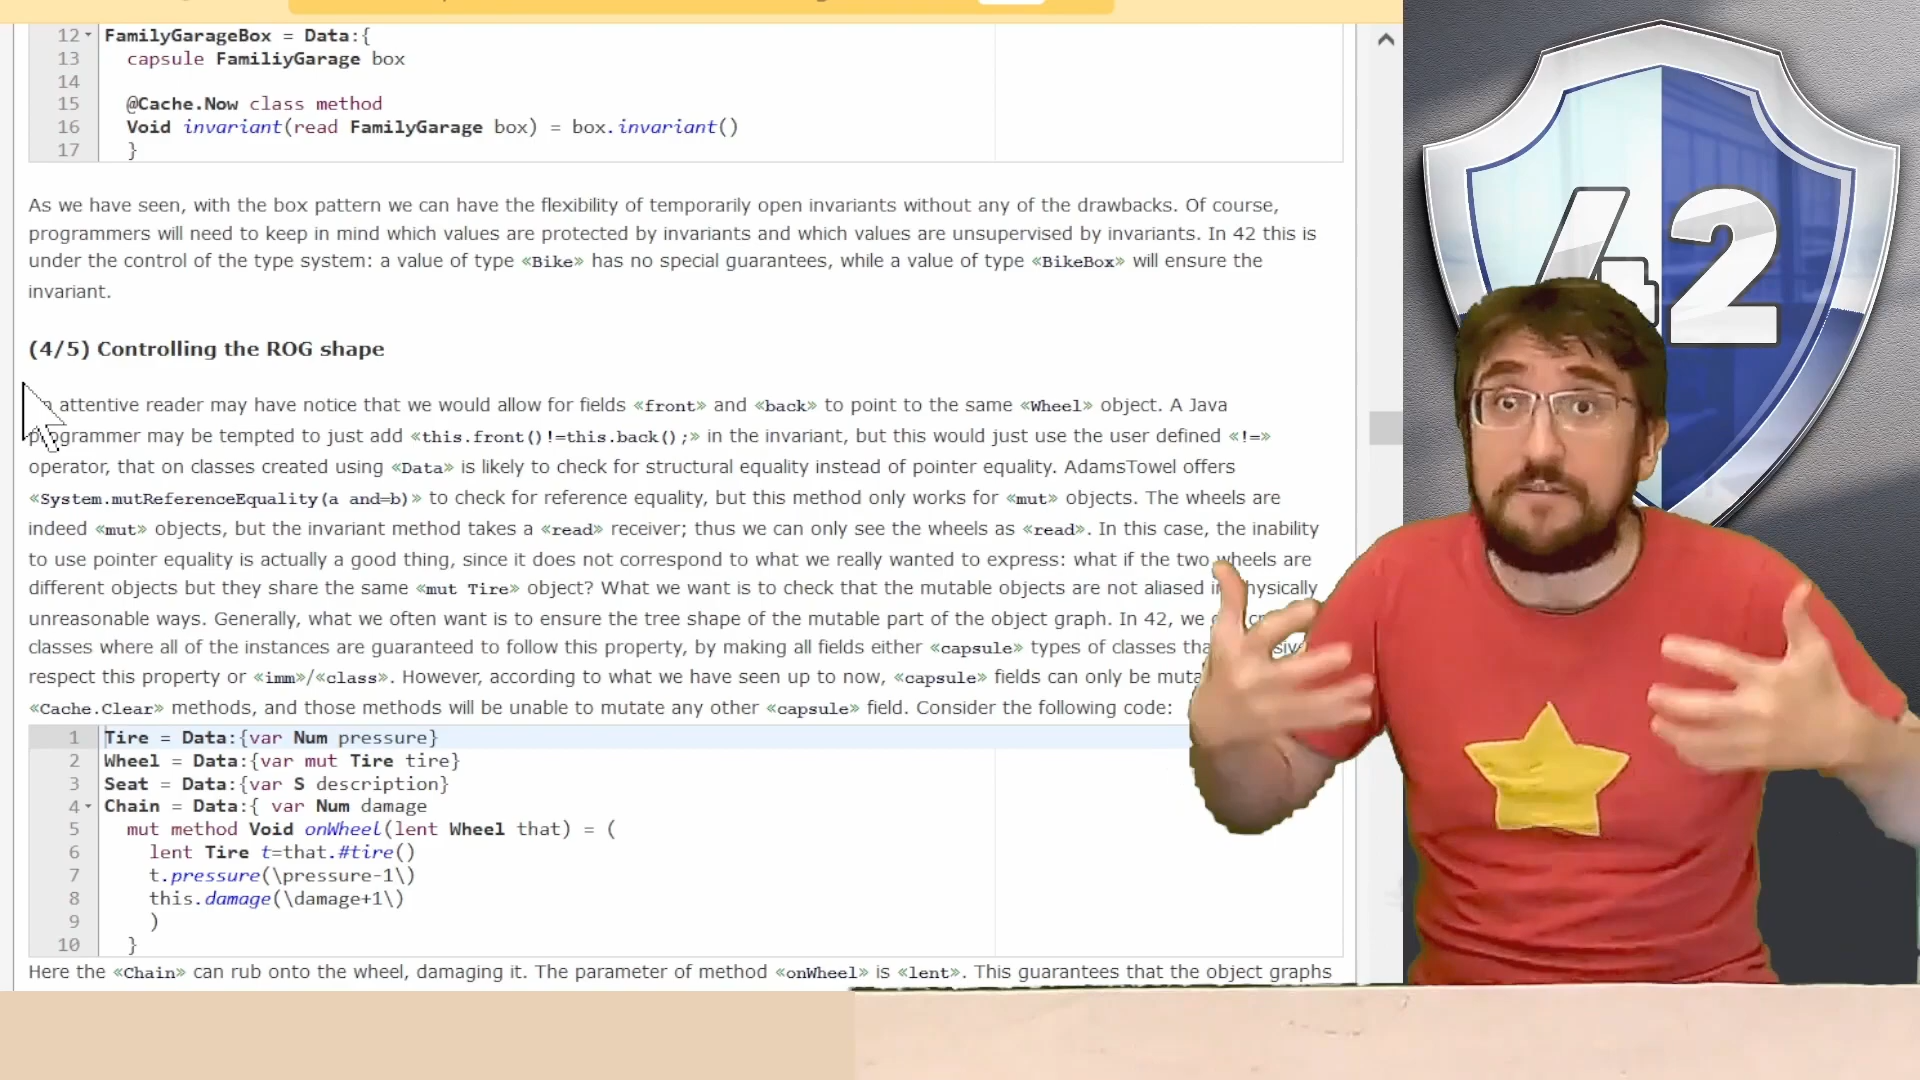 12 FamilyGarageBox = Data:{
13 capsule FamiliyGarage box
14
15 @Cache.Now class method
16 Void invariant(read FamilyGarage box) = box.invariant()
17 }
As we have seen, with the box pattern we can have the flexibility of temporarily open invariants without any of the drawbacks. Of course,
programmers will need to keep in mind which values are protected by invariants and which values are unsupervised by invariants. In 42 this is
under the control of the type system: a value of type «Bike» has no special guarantees, while a value of type «BikeBox» will ensure the
invariant.
(4/5) Controlling the ROG shape
attentive reader may have notice that we would allow for fields «front» and «back» to point to the same «Wheel» object. A Java
programmer may be tempted to just add «this.front()!=this.back();» in the invariant, but this would just use the user defined «!=»
operator, that on classes created using «Data» is likely to check for structural equality instead of pointer equality. AdamsTowel offers
«System.mutReferenceEquality(a and=b)» to check for reference equality, but this method only works for «mut» objects. The wheels are
indeed «mut» objects, but the invariant method takes a «read» receiver; thus we can only see the wheels as «read». In this case, the inability
to use pointer equality is actually a good thing, since it does not correspond to what we really wanted to express: what if the two wheels are
different objects but they share the same «mut Tire» object? What we want is to check that the mutable objects are not aliased in physically
unreasonable ways. Generally, what we often want is to ensure the tree shape of the mutable part of the object graph. In 42, we
classes where all of the instances are guaranteed to follow this property, by making all fields either «capsule» types of classes
respect this property or «imm»/«class». However, according to what we have seen up to now, «capsule» fields can only be
«Cache.Clear» methods, and those methods will be unable to mutate any other «capsule» field. Consider the following code:
1 Tire = Data:{var Num pressure}
2 Wheel = Data:{var mut Tire tire}
3 Seat = Data:{var S description}
4 Chain = Data:{ var Num damage
5 mut method Void onWheel(lent Wheel that) = (
6 lent Tire t=that.#tire()
7 t.pressure(\pressure-1\)
8 this.damage(\damage+1\)
9 )
10 }
Here the «Chain» can rub onto the wheel, damaging it. The parameter of method «onWheel» is «lent». This guarantees that the object graphs
42